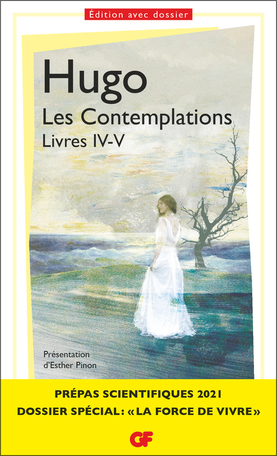 Édition avec dossier
Hugo
Les Contemplations
Livres IV-V
Présentation
d'Esther Pinon
PRÉPAS SCIENTIFIQUES 2021
DOSSIER SPÉCIAL : « LA FORCE DE VIVRE »
GF